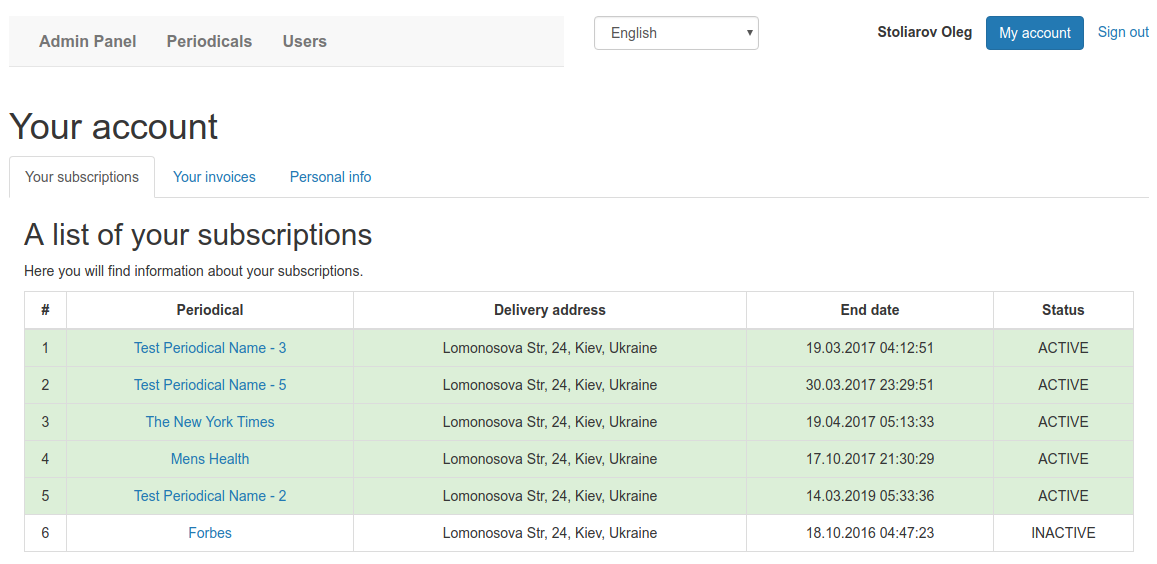 Admin Panel Periodicals Users English Stoliarov Oleg My account Sign out
Your account
Your subscriptions Your invoices Personal info
A list of your subscriptions
Here you will find information about your subscriptions.
# Periodical Delivery address End date Status
1 Test Periodical Name - 3 Lomonosova Str, 24, Kiev, Ukraine 19.03.2017 04:12:51 ACTIVE
2 Test Periodical Name - 5 Lomonosova Str, 24, Kiev, Ukraine 30.03.2017 23:29:51 ACTIVE
3 The New York Times Lomonosova Str, 24, Kiev, Ukraine 19.04.2017 05:13:33 ACTIVE
4 Mens Health Lomonosova Str, 24, Kiev, Ukraine 17.10.2017 21:30:29 ACTIVE
5 Test Periodical Name - 2 Lomonosova Str, 24, Kiev, Ukraine 14.03.2019 05:33:36 ACTIVE
6 Forbes Lomonosova Str, 24, Kiev, Ukraine 18.10.2016 04:47:23 INACTIVE